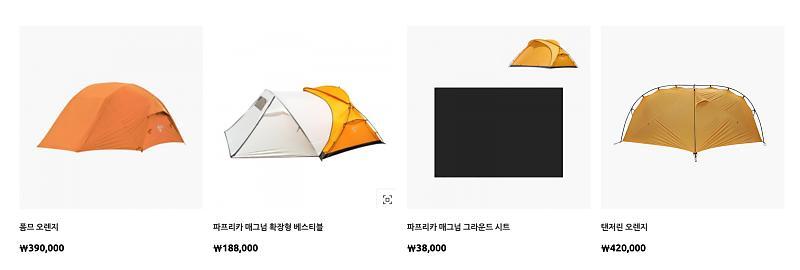 퐁므 오렌지
파프리카 매그넘 확장형 베스티블
파프리카 매그넘 그라운드 시트
탠저린 오렌지
₩390,000
₩188,000
₩38,000
₩420,000